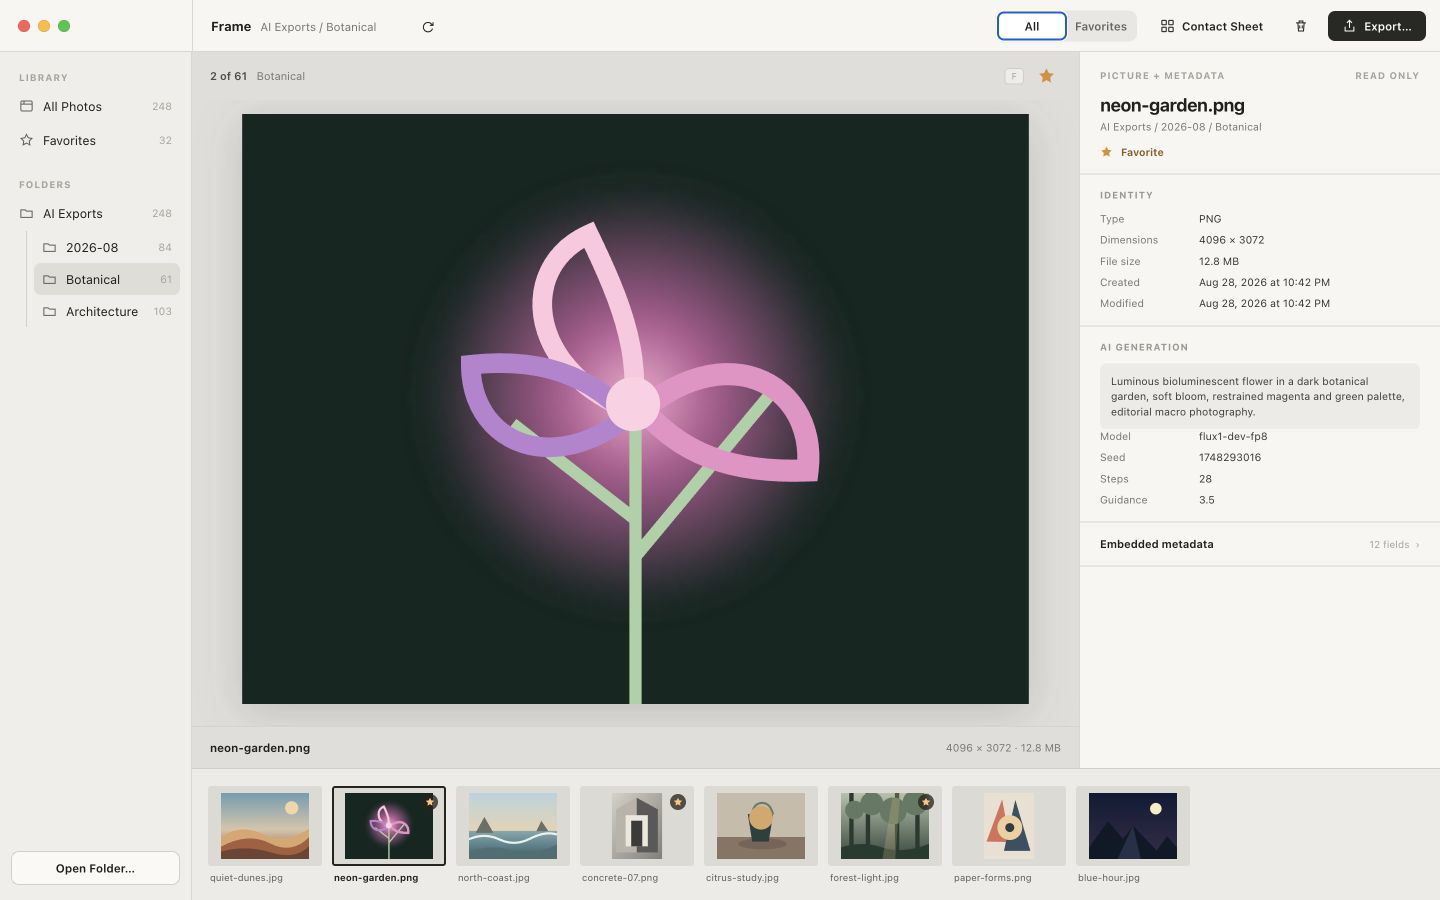 Frame AI Exports / Botanical
All Favorites Contact Sheet Export...
LIBRARY
All Photos 248
Favorites 32
FOLDERS
AI Exports 248
2026-08 84
Botanical 61
Architecture 103
Open Folder...
2 of 61 Botanical F
neon-garden.png 4096 × 3072 · 12.8 MB
PICTURE + METADATA READ ONLY
neon-garden.png
AI Exports / 2026-08 / Botanical
Favorite
IDENTITY
Type PNG
Dimensions 4096 × 3072
File size 12.8 MB
Created Aug 28, 2026 at 10:42 PM
Modified Aug 28, 2026 at 10:42 PM
AI GENERATION
Luminous bioluminescent flower in a dark botanical
garden, soft bloom, restrained magenta and green palette,
editorial macro photography.
Model flux1-dev-fp8
Seed 1748293016
Steps 28
Guidance 3.5
Embedded metadata 12 fields ›
quiet-dunes.jpg neon-garden.png north-coast.jpg concrete-07.png citrus-study.jpg forest-light.jpg paper-forms.png blue-hour.jpg